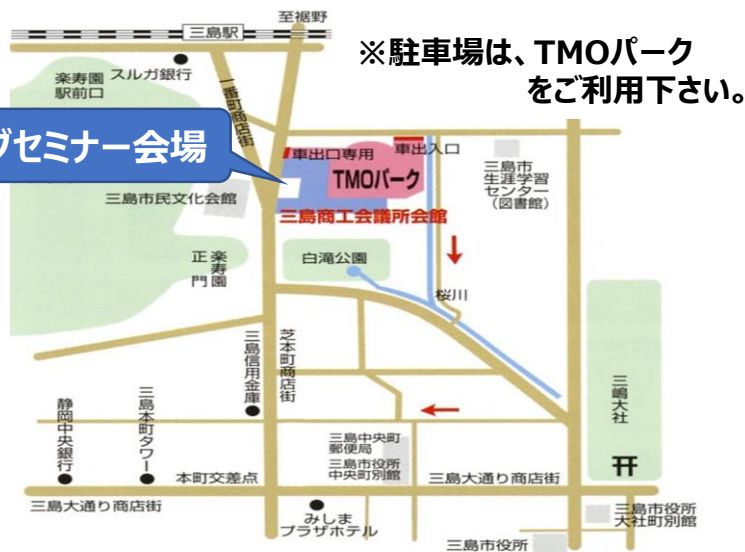 至裾野
三島駅
※駐車場は、TMOパーク
をご利用下さい。
スルガ銀行
楽寿園
駅前口
一番町商店街
セミナー会場
車出口専用
車出入口
TMOパーク
三島市
生涯学習
センター
(図書館)
三島市民文化会館
三島商工会議所会館
楽寿園
正門
白滝公園
桜川
三島信用金庫
芝本町商店街
三嶋大社
静岡中央銀行
三島本町タワー
三島中央町
郵便局
三島市役所
中央町別館
本町交差点
三島大通り商店街
三島大通り商店街
みしま
プラザホテル
三島市役所
大社町別館
三島市役所